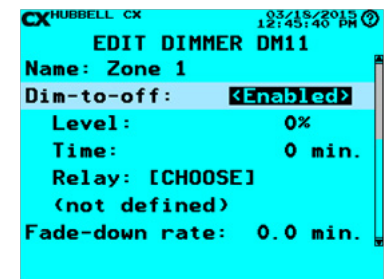 CX HUBBELL CX 03/18/2015
12:45:40 PM ?
EDIT DIMMER DM11
Name: Zone 1
Dim-to-off: <Enabled>
Level: 0%
Time: 0 min.
Relay: [CHOOSE]
(not defined)
Fade-down rate: 0.0 min.